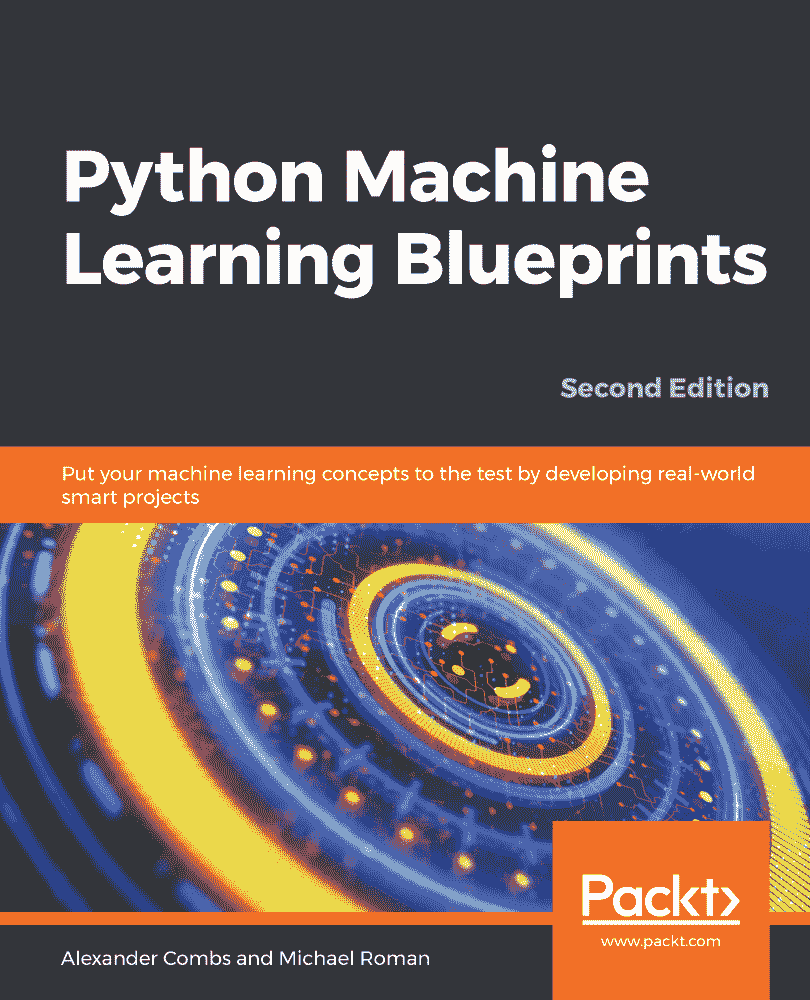 Python Machine
Learning Blueprints
Second Edition
Put your machine learning concepts to the test by developing real-world
smart projects
Packt>
www.packt.com
Alexander Combs and Michael Roman